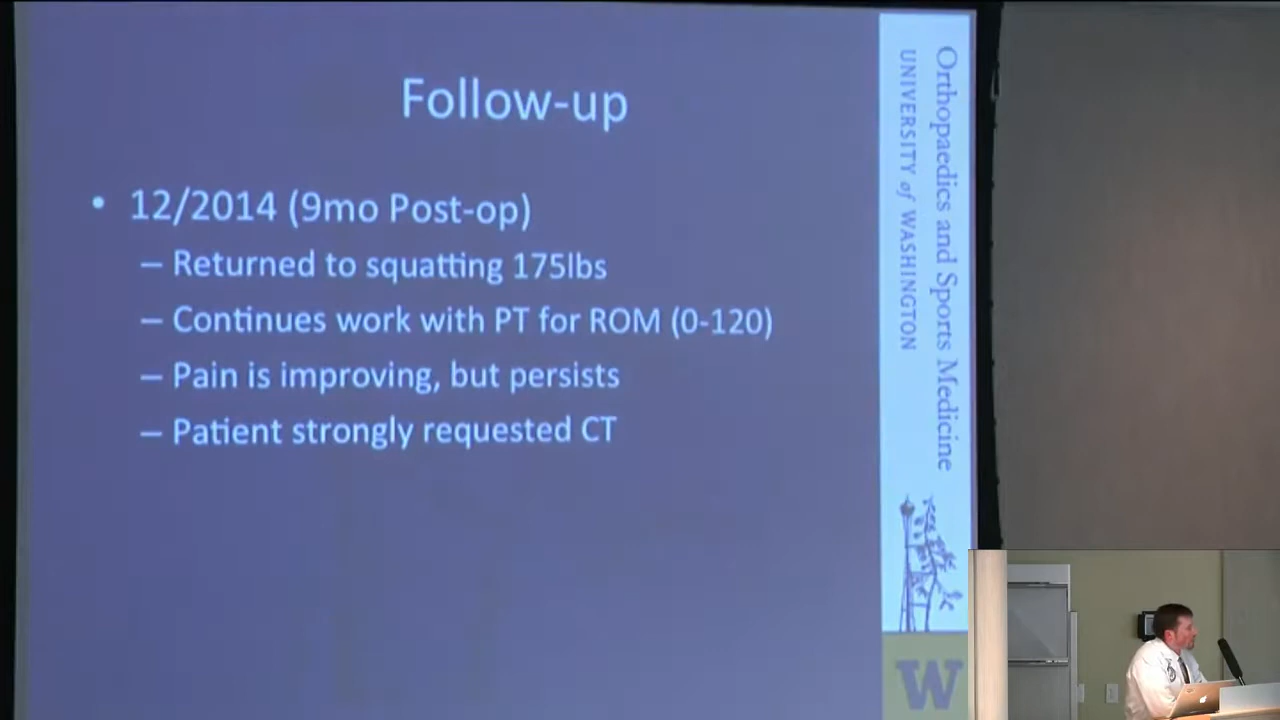 Follow-up
• 12/2014 (9mo Post-op)
– Returned to squatting 175lbs
– Continues work with PT for ROM (0-120)
– Pain is improving, but persists
– Patient strongly requested CT
Orthopaedics and Sports Medicine
UNIVERSITY of WASHINGTON
W